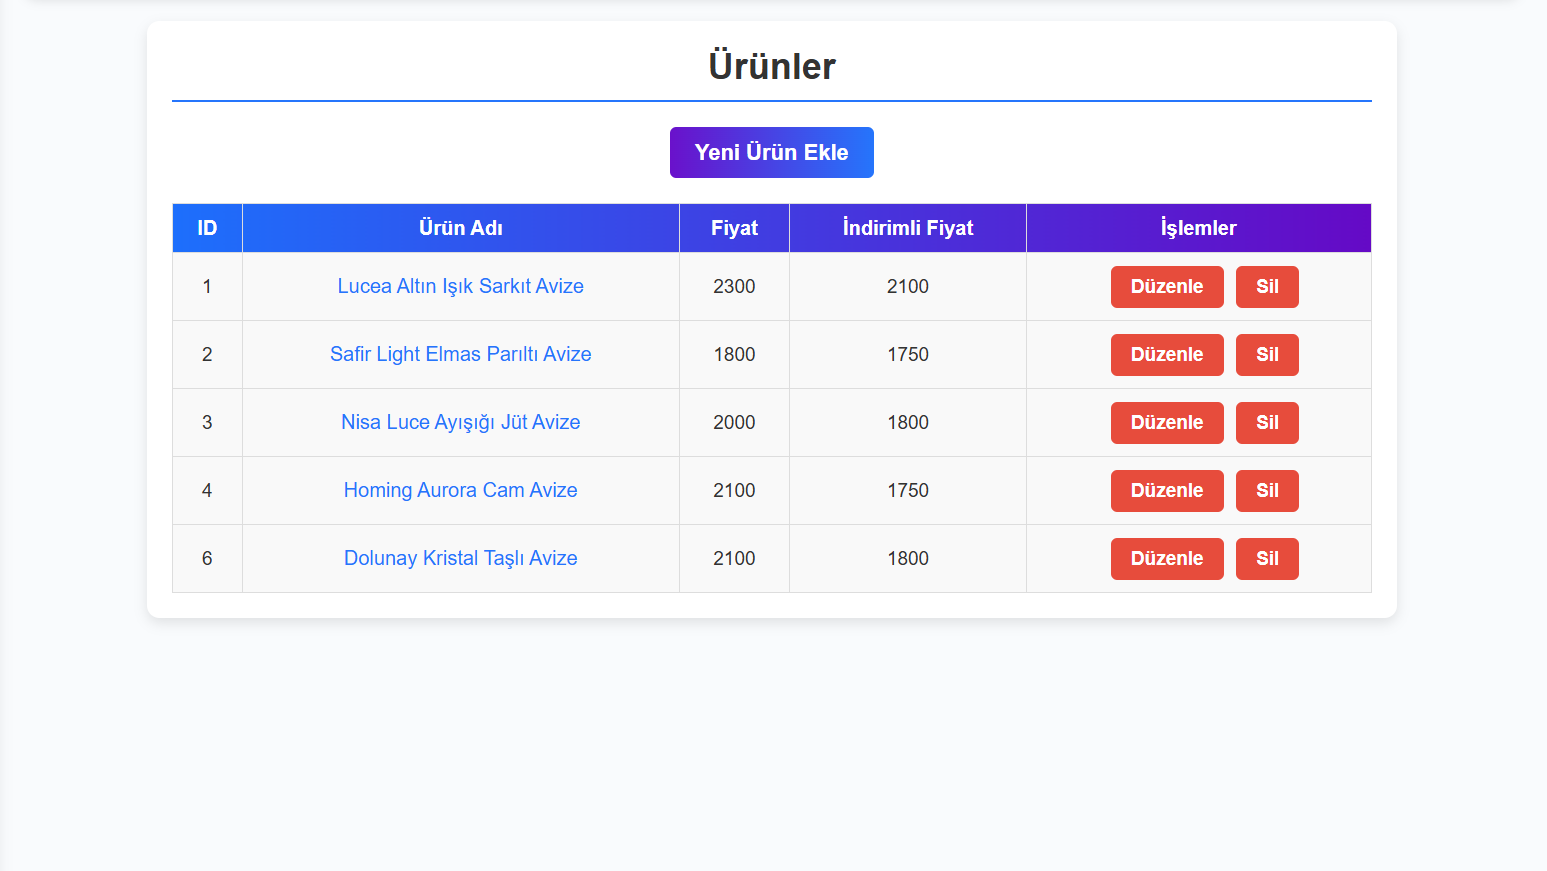 Ürünler
Yeni Ürün Ekle
ID Ürün Adı Fiyat İndirimli Fiyat İşlemler
1 Lucea Altın Işık Sarkıt Avize 2300 2100 Düzenle Sil
2 Safir Light Elmas Parıltı Avize 1800 1750 Düzenle Sil
3 Nisa Luce Ayışığı Jüt Avize 2000 1800 Düzenle Sil
4 Homing Aurora Cam Avize 2100 1750 Düzenle Sil
6 Dolunay Kristal Taşlı Avize 2100 1800 Düzenle Sil